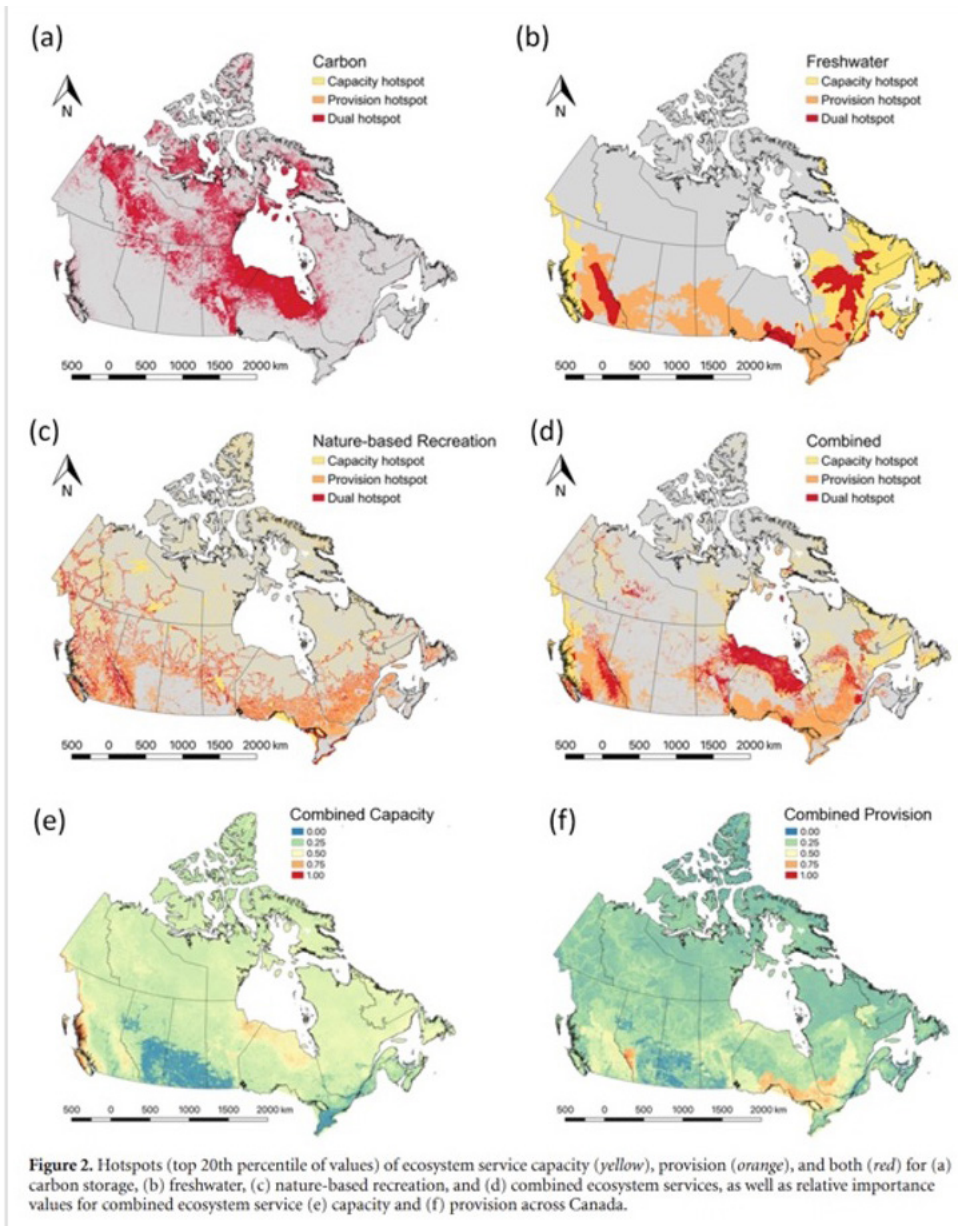 (a)
Carbon
Capacity hotspot
Provision hotspot
Dual hotspot
N
500 0 500 1000 1500 2000 km
(b)
Freshwater
Capacity hotspot
Provision hotspot
Dual hotspot
N
500 0 500 1000 1500 2000 km
(c)
Nature-based Recreation
Capacity hotspot
Provision hotspot
Dual hotspot
N
500 0 500 1000 1500 2000 km
(d)
Combined
Capacity hotspot
Provision hotspot
Dual hotspot
N
500 0 500 1000 1500 2000 km
(e)
Combined Capacity
0.00
0.25
0.50
0.75
1.00
500 0 500 1000 1500 2000 km
(f)
Combined Provision
0.00
0.25
0.50
0.75
1.00
500 0 500 1000 1500 2000 km
Figure 2. Hotspots (top 20th percentile of values) of ecosystem service capacity (yellow), provision (orange), and both (red) for (a)
carbon storage, (b) freshwater, (c) nature-based recreation, and (d) combined ecosystem services, as well as relative importance
values for combined ecosystem service (e) capacity and (f) provision across Canada.